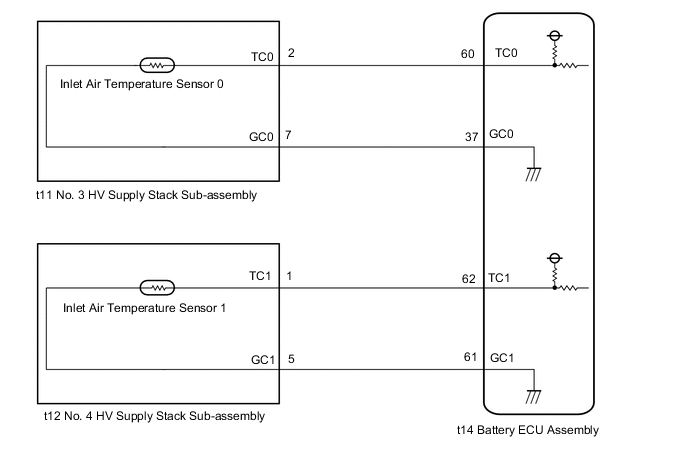 TC0 2 60 TC0
Inlet Air Temperature Sensor 0
GC0 7 37 GC0
t11 No. 3 HV Supply Stack Sub-assembly
TC1 1 62 TC1
Inlet Air Temperature Sensor 1
GC1 5 61 GC1
t12 No. 4 HV Supply Stack Sub-assembly
t14 Battery ECU Assembly